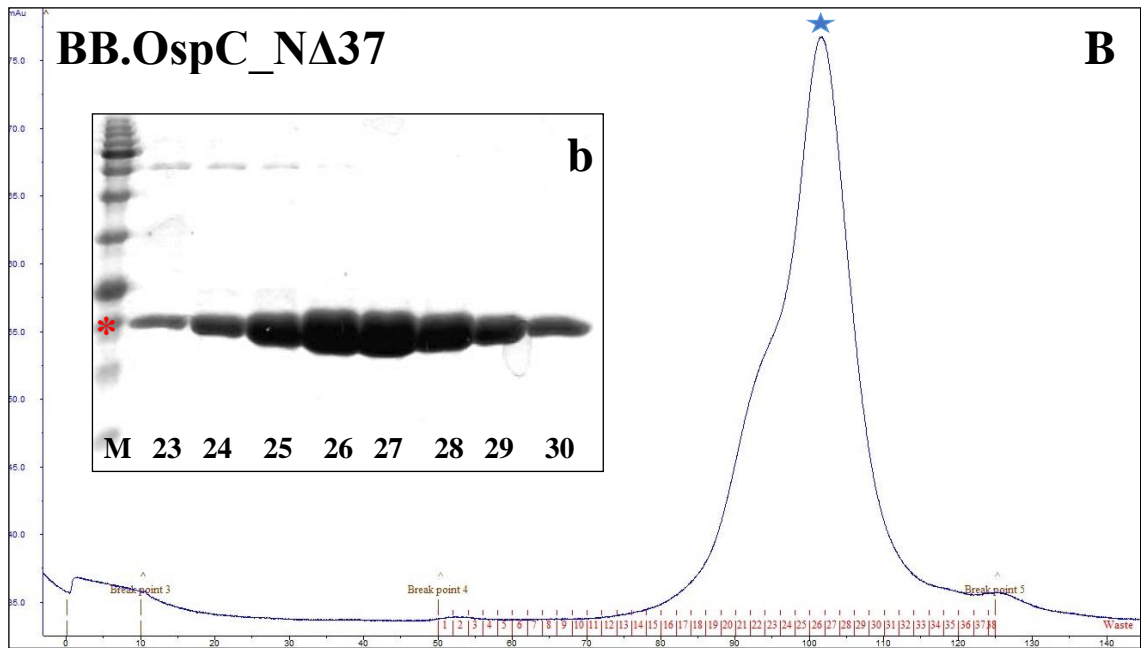 mAu
BB.OspC_NΔ37
B
75.0
70.0
65.0
60.0
55.0
50.0
45.0
40.0
35.0
b
*
M 23 24 25 26 27 28 29 30
Break point 3
Break point 4
Break point 5
1 2 3 4 5 6 7 8 9 10 11 12 13 14 15 16 17 18 19 20 21 22 23 24 25 26 27 28 29 30 31 32 33 34 35 36 37 38
Waste
0 10 20 30 40 50 60 70 80 90 100 110 120 130 140